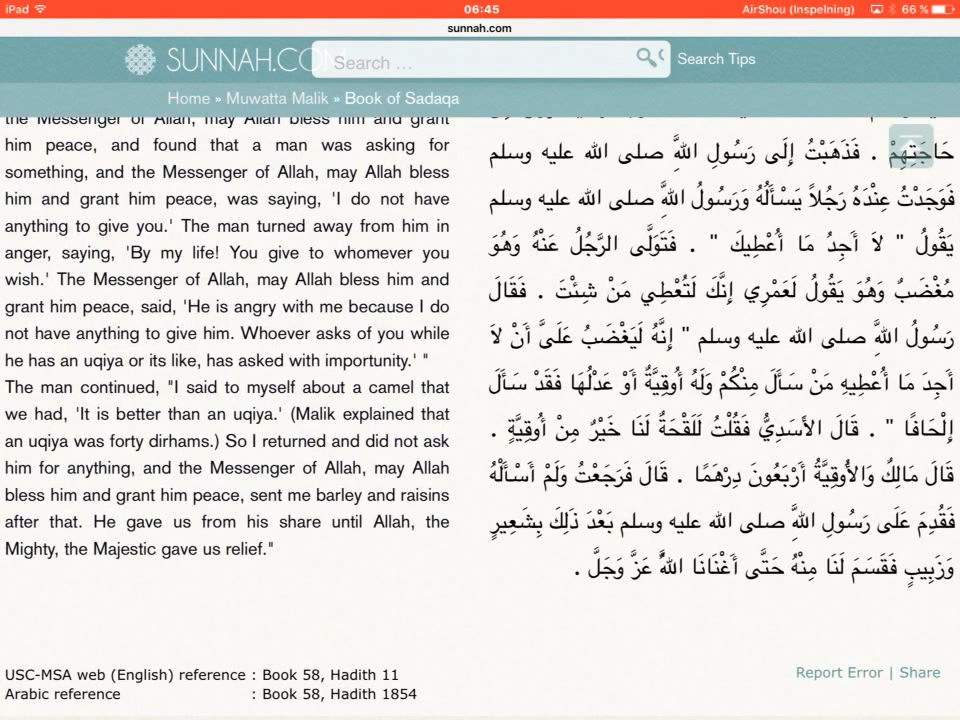 iPad 06:45 AirShou (Inspelning) 66 %
sunnah.com
SUNNAH.CO Search ... Search Tips
Home » Muwatta Malik » Book of Sadaqa
the Messenger of Allah, may Allah bless him and grant
him peace, and found that a man was asking for
something, and the Messenger of Allah, may Allah bless
him and grant him peace, was saying, 'I do not have
anything to give you.' The man turned away from him in
anger, saying, 'By my life! You give to whomever you
wish.' The Messenger of Allah, may Allah bless him and
grant him peace, said, 'He is angry with me because I do
not have anything to give him. Whoever asks of you while
he has an uqiya or its like, has asked with importunity.' "
The man continued, "I said to myself about a camel that
we had, 'It is better than an uqiya.' (Malik explained that
an uqiya was forty dirhams.) So I returned and did not ask
him for anything, and the Messenger of Allah, may Allah
bless him and grant him peace, sent me barley and raisins
after that. He gave us from his share until Allah, the
Mighty, the Majestic gave us relief."
حَاجَتِهِمْ . فَذَهَبْتُ إِلَى رَسُولِ اللَّهِ صلى الله عليه وسلم
فَوَجَدْتُ عِنْدَهُ رَجُلاً يَسْأَلُهُ وَرَسُولُ اللَّهِ صلى الله عليه وسلم
يَقُولُ " لاَ أَجِدُ مَا أُعْطِيكَ " . فَتَوَلَّى الرَّجُلُ عَنْهُ وَهُوَ
مُغْضَبٌ وَهُوَ يَقُولُ لَعَمْرِي إِنَّكَ لَتُعْطِي مَنْ شِئْتَ . فَقَالَ
رَسُولُ اللَّهِ صلى الله عليه وسلم " إِنَّهُ لَيَغْضَبُ عَلَىَّ أَنْ لاَ
أَجِدَ مَا أُعْطِيهِ مَنْ سَأَلَ مِنْكُمْ وَلَهُ أُوقِيَّةٌ أَوْ عَدْلُهَا فَقَدْ سَأَلَ
إِلْحَافًا " . قَالَ الأَسَدِيُّ فَقُلْتُ لَلَقْحَةٌ لَنَا خَيْرٌ مِنْ أُوقِيَّةٍ .
قَالَ مَالِكٌ وَالأُوقِيَّةُ أَرْبَعُونَ دِرْهَمًا . قَالَ فَرَجَعْتُ وَلَمْ أَسْأَلْهُ
فَقُدِمَ عَلَى رَسُولِ اللَّهِ صلى الله عليه وسلم بَعْدَ ذَلِكَ بِشَعِيرٍ
وَزَبِيبٍ فَقَسَمَ لَنَا مِنْهُ حَتَّى أَغْنَانَا اللَّهُ عَزَّ وَجَلَّ .
USC-MSA web (English) reference : Book 58, Hadith 11
Arabic reference : Book 58, Hadith 1854
Report Error | Share